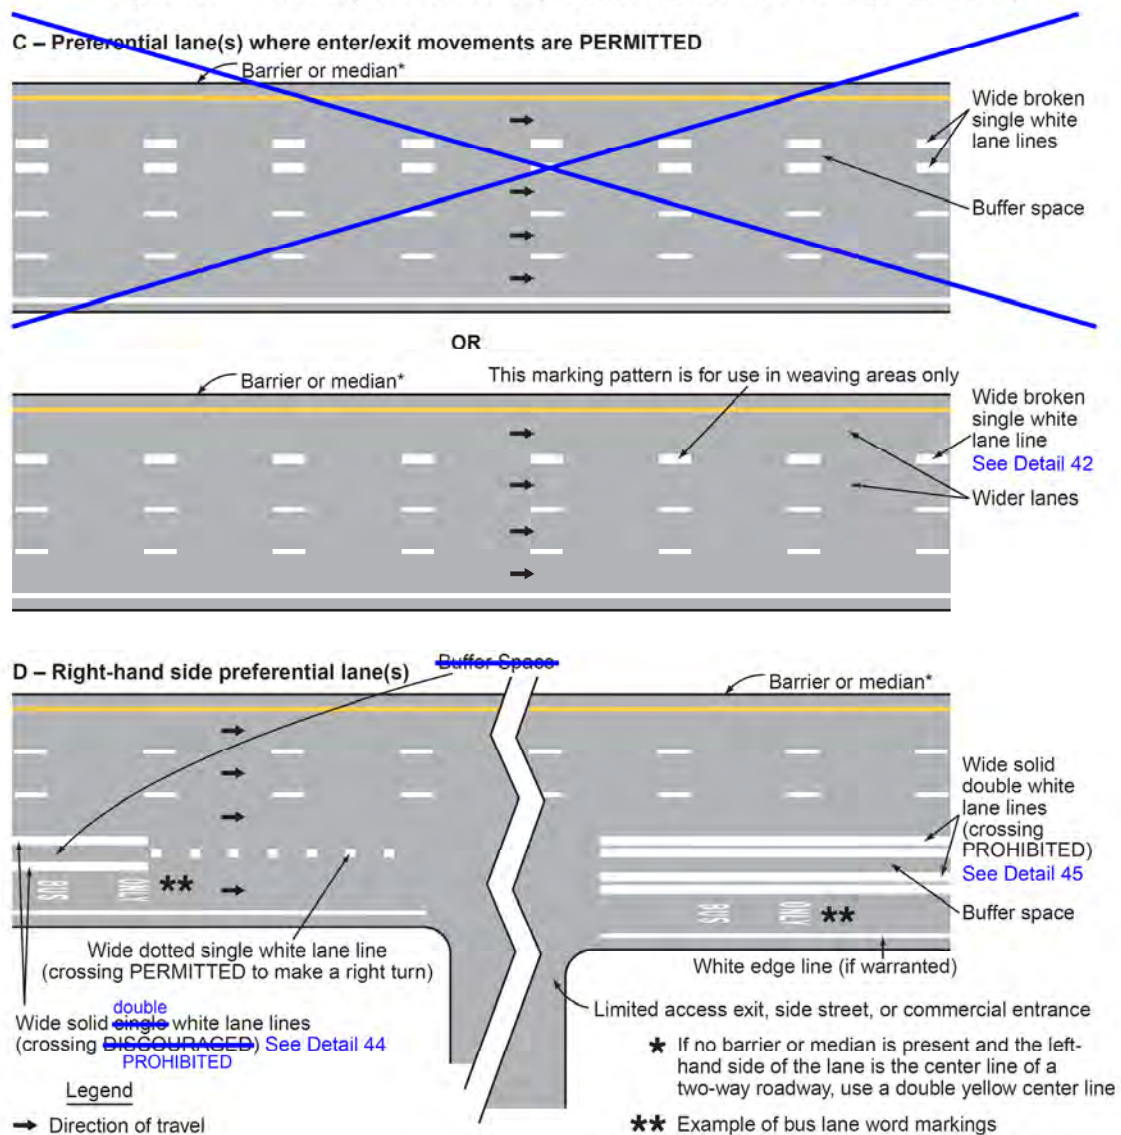 C – Preferential lane(s) where enter/exit movements are PERMITTED
Barrier or median*
Wide broken
single white
lane lines
Buffer space
OR
Barrier or median*
This marking pattern is for use in weaving areas only
Wide broken
single white
lane line
See Detail 42
Wider lanes
D – Right-hand side preferential lane(s)
Buffer Space
Barrier or median*
Wide solid
double white
lane lines
(crossing
PROHIBITED)
See Detail 45
BUS ONLY **
BUS ONLY **
Buffer space
Wide dotted single white lane line
(crossing PERMITTED to make a right turn)
White edge line (if warranted)
double
Wide solid single white lane lines
(crossing DISCOURAGED) See Detail 44
PROHIBITED
Limited access exit, side street, or commercial entrance
* If no barrier or median is present and the left-
hand side of the lane is the center line of a
two-way roadway, use a double yellow center line
Legend
→ Direction of travel
** Example of bus lane word markings